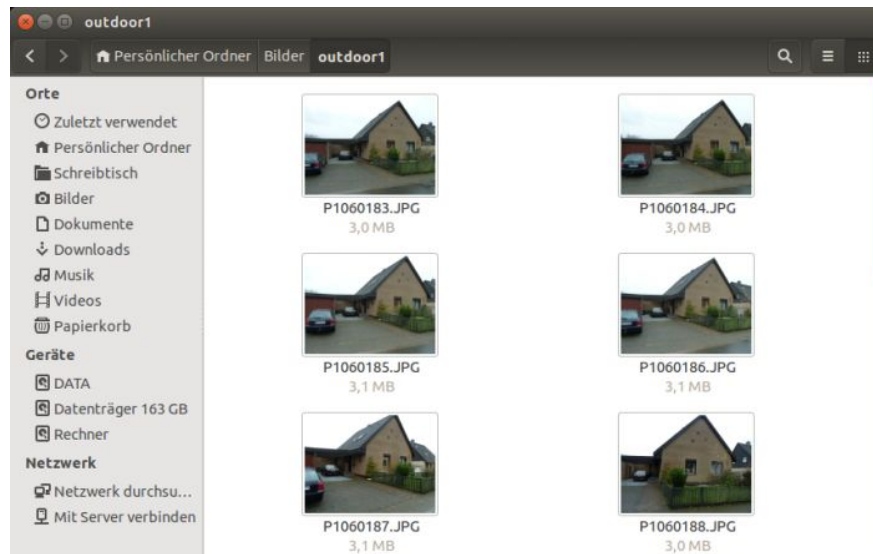 outdoor1
Persönlicher Ordner Bilder outdoor1
Orte
Zuletzt verwendet
Persönlicher Ordner
Schreibtisch
Bilder
Dokumente
Downloads
Musik
Videos
Papierkorb
Geräte
DATA
Datenträger 163 GB
Rechner
Netzwerk
Netzwerk durchsu...
Mit Server verbinden
P1060183.JPG P1060184.JPG
3,0 MB 3,0 MB
P1060185.JPG P1060186.JPG
3,1 MB 3,1 MB
P1060187.JPG P1060188.JPG
3,1 MB 3,0 MB